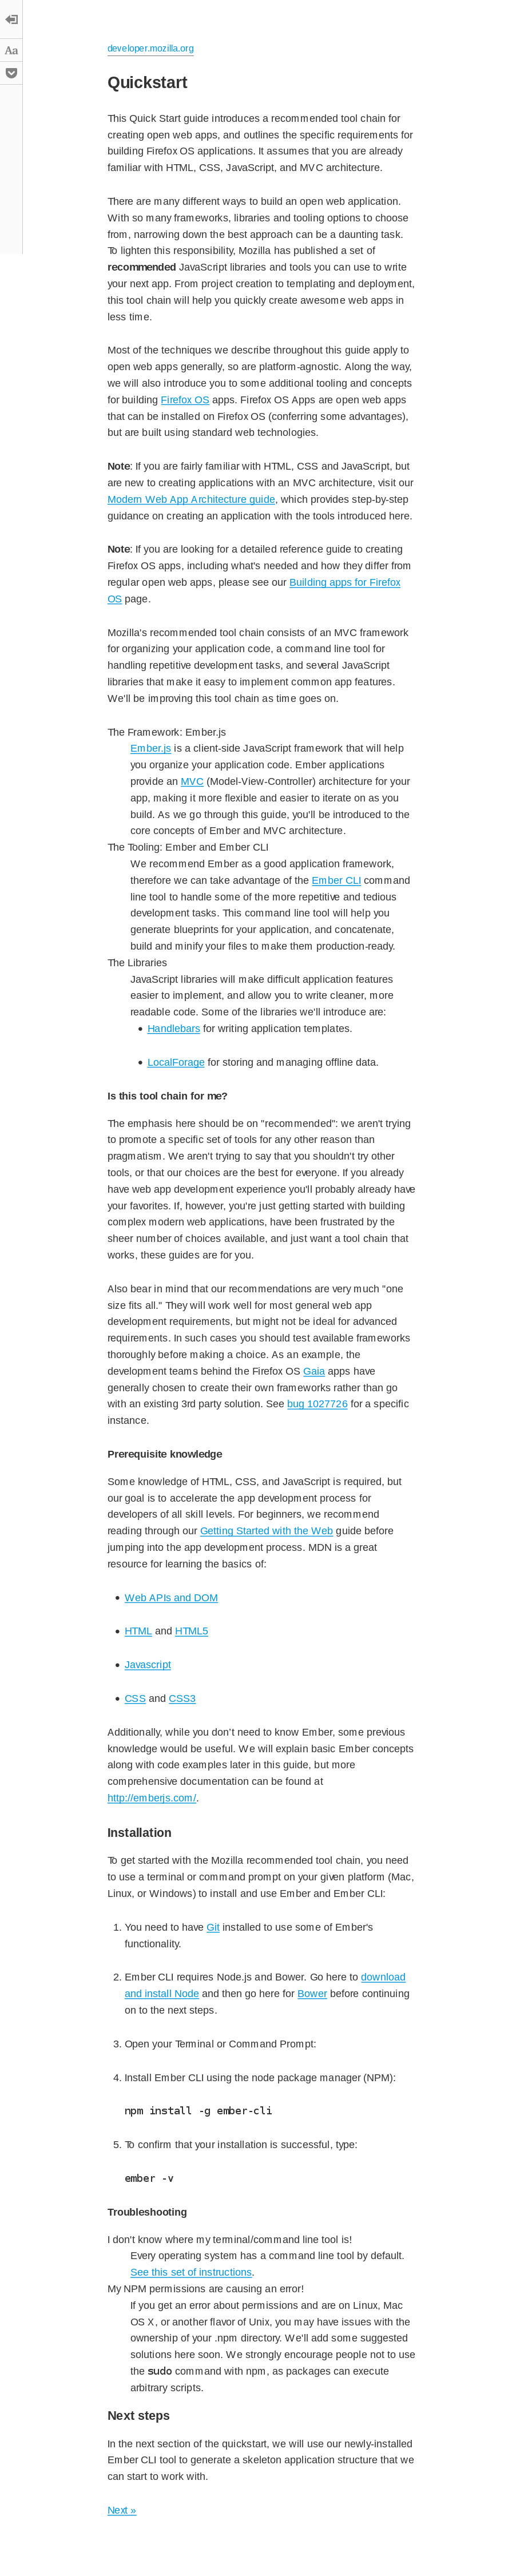 Aa
developer.mozilla.org
Quickstart
This Quick Start guide introduces a recommended tool chain for
creating open web apps, and outlines the specific requirements for
building Firefox OS applications. It assumes that you are already
familiar with HTML, CSS, JavaScript, and MVC architecture.
There are many different ways to build an open web application.
With so many frameworks, libraries and tooling options to choose
from, narrowing down the best approach can be a daunting task.
To lighten this responsibility, Mozilla has published a set of
recommended JavaScript libraries and tools you can use to write
your next app. From project creation to templating and deployment,
this tool chain will help you quickly create awesome web apps in
less time.
Most of the techniques we describe throughout this guide apply to
open web apps generally, so are platform-agnostic. Along the way,
we will also introduce you to some additional tooling and concepts
for building Firefox OS apps. Firefox OS Apps are open web apps
that can be installed on Firefox OS (conferring some advantages),
but are built using standard web technologies.
Note: If you are fairly familiar with HTML, CSS and JavaScript, but
are new to creating applications with an MVC architecture, visit our
Modern Web App Architecture guide, which provides step-by-step
guidance on creating an application with the tools introduced here.
Note: If you are looking for a detailed reference guide to creating
Firefox OS apps, including what's needed and how they differ from
regular open web apps, please see our Building apps for Firefox
OS page.
Mozilla's recommended tool chain consists of an MVC framework
for organizing your application code, a command line tool for
handling repetitive development tasks, and several JavaScript
libraries that make it easy to implement common app features.
We'll be improving this tool chain as time goes on.
The Framework: Ember.js
Ember.js is a client-side JavaScript framework that will help
you organize your application code. Ember applications
provide an MVC (Model-View-Controller) architecture for your
app, making it more flexible and easier to iterate on as you
build. As we go through this guide, you'll be introduced to the
core concepts of Ember and MVC architecture.
The Tooling: Ember and Ember CLI
We recommend Ember as a good application framework,
therefore we can take advantage of the Ember CLI command
line tool to handle some of the more repetitive and tedious
development tasks. This command line tool will help you
generate blueprints for your application, and concatenate,
build and minify your files to make them production-ready.
The Libraries
JavaScript libraries will make difficult application features
easier to implement, and allow you to write cleaner, more
readable code. Some of the libraries we'll introduce are:
• Handlebars for writing application templates.
• LocalForage for storing and managing offline data.
Is this tool chain for me?
The emphasis here should be on "recommended": we aren't trying
to promote a specific set of tools for any other reason than
pragmatism. We aren't trying to say that you shouldn't try other
tools, or that our choices are the best for everyone. If you already
have web app development experience you'll probably already have
your favorites. If, however, you're just getting started with building
complex modern web applications, have been frustrated by the
sheer number of choices available, and just want a tool chain that
works, these guides are for you.
Also bear in mind that our recommendations are very much "one
size fits all." They will work well for most general web app
development requirements, but might not be ideal for advanced
requirements. In such cases you should test available frameworks
thoroughly before making a choice. As an example, the
development teams behind the Firefox OS Gaia apps have
generally chosen to create their own frameworks rather than go
with an existing 3rd party solution. See bug 1027726 for a specific
instance.
Prerequisite knowledge
Some knowledge of HTML, CSS, and JavaScript is required, but
our goal is to accelerate the app development process for
developers of all skill levels. For beginners, we recommend
reading through our Getting Started with the Web guide before
jumping into the app development process. MDN is a great
resource for learning the basics of:
• Web APIs and DOM
• HTML and HTML5
• Javascript
• CSS and CSS3
Additionally, while you don't need to know Ember, some previous
knowledge would be useful. We will explain basic Ember concepts
along with code examples later in this guide, but more
comprehensive documentation can be found at
http://emberjs.com/.
Installation
To get started with the Mozilla recommended tool chain, you need
to use a terminal or command prompt on your given platform (Mac,
Linux, or Windows) to install and use Ember and Ember CLI:
1. You need to have Git installed to use some of Ember's
functionality.
2. Ember CLI requires Node.js and Bower. Go here to download
and install Node and then go here for Bower before continuing
on to the next steps.
3. Open your Terminal or Command Prompt:
4. Install Ember CLI using the node package manager (NPM):
npm install -g ember-cli
5. To confirm that your installation is successful, type:
ember -v
Troubleshooting
I don't know where my terminal/command line tool is!
Every operating system has a command line tool by default.
See this set of instructions.
My NPM permissions are causing an error!
If you get an error about permissions and are on Linux, Mac
OS X, or another flavor of Unix, you may have issues with the
ownership of your .npm directory. We'll add some suggested
solutions here soon. We strongly encourage people not to use
the sudo command with npm, as packages can execute
arbitrary scripts.
Next steps
In the next section of the quickstart, we will use our newly-installed
Ember CLI tool to generate a skeleton application structure that we
can start to work with.
Next »